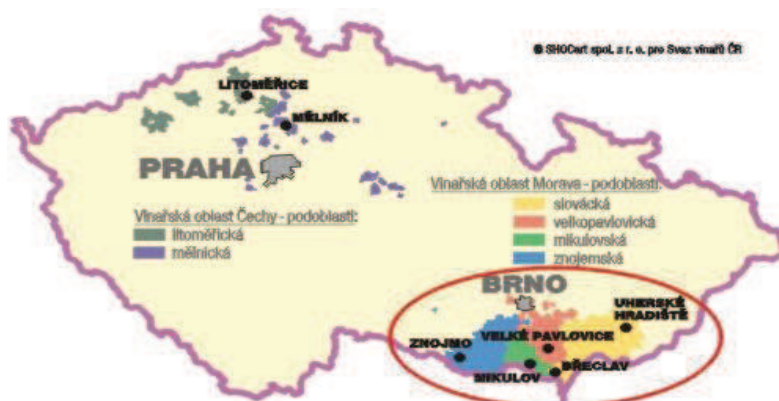 ● SHOCart spol. s r. o. pro Svaz vinařů ČR
LITOMĚŘICE
MĚLNÍK
PRAHA
Vinařská oblast Čechy - podoblasti:
litoměřická
mělnická
Vinařská oblast Morava - podoblasti:
slovácká
velkopavlovická
mikulovská
znojemská
BRNO
UHERSKÉ
HRADIŠTĚ
VELKÉ PAVLOVICE
ZNOJMO
BŘECLAV
MIKULOV